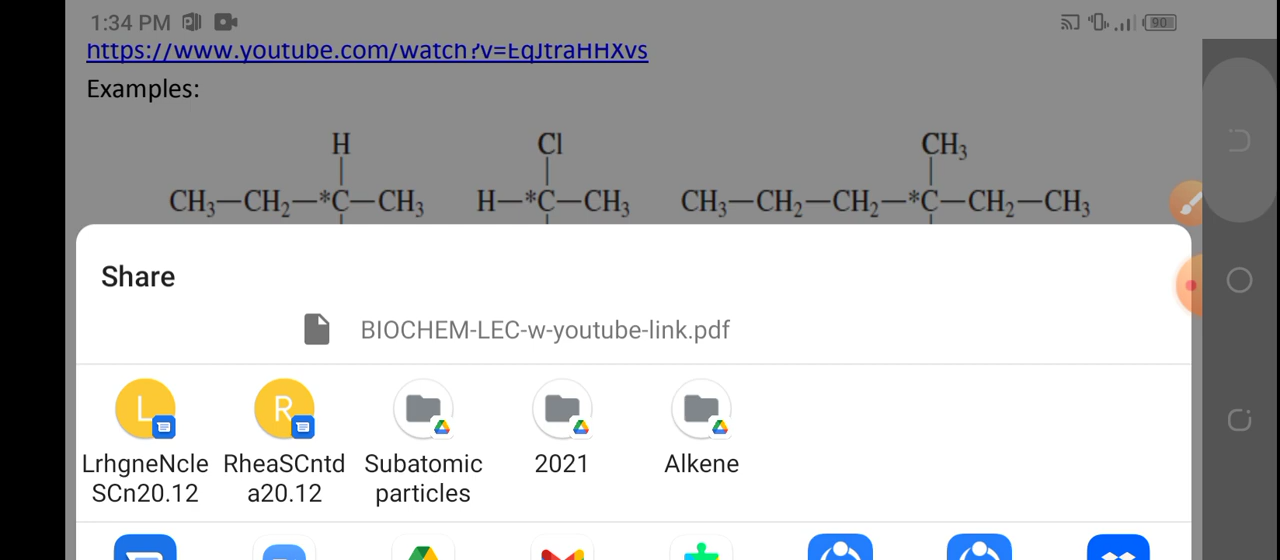 1:34 PM
90
https://www.youtube.com/watch?v=EqJtraHHXvs
Examples:
H Cl CH₃
CH₃—CH₂—*C—CH₃ H—*C—CH₃ CH₃—CH₂—CH₂—*C—CH₂—CH₃
Share
BIOCHEM-LEC-w-youtube-link.pdf
L R
LrhgneNcle RheaSCntd Subatomic 2021 Alkene
SCn20.12 a20.12 particles